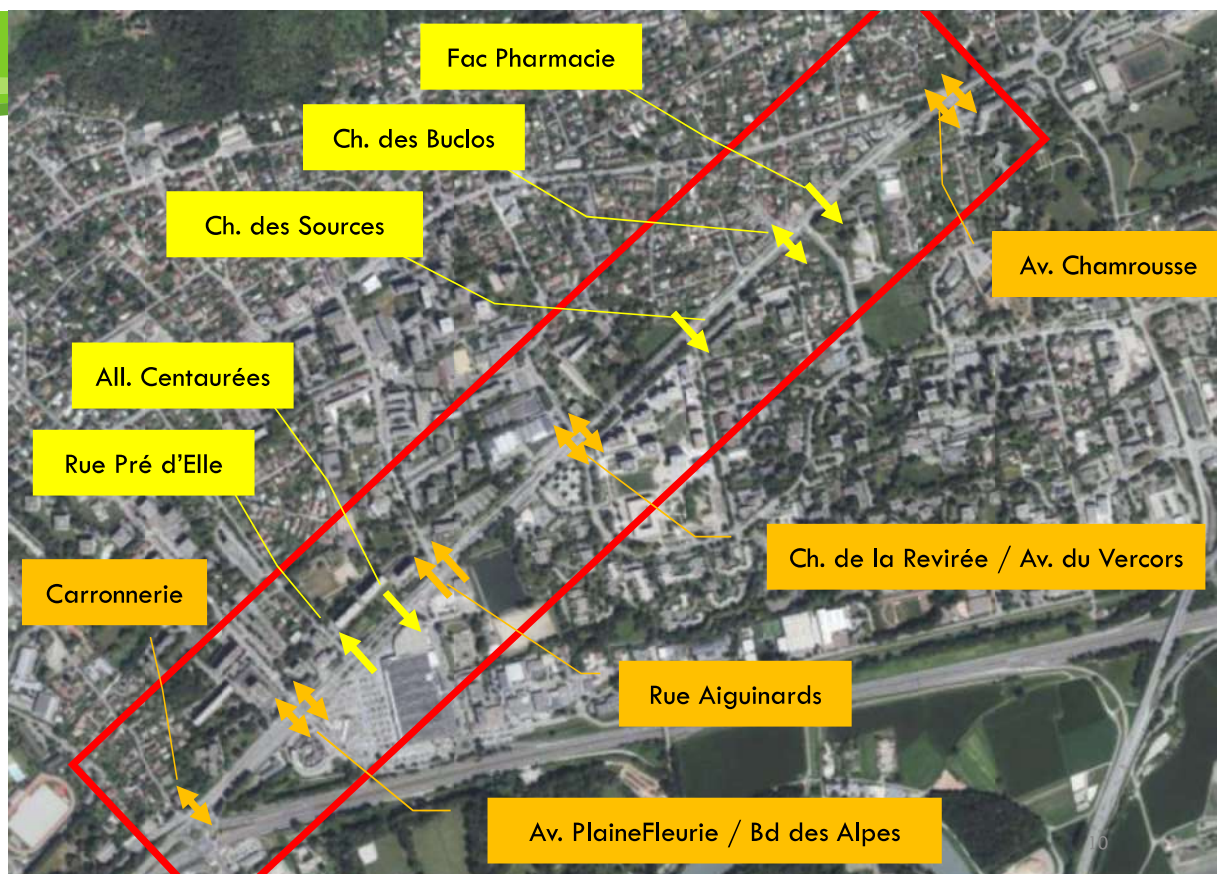 Fac Pharmacie
Ch. des Buclos
Ch. des Sources
Av. Chamrousse
All. Centaurées
Rue Pré d'Elle
Ch. de la Revirée / Av. du Vercors
Carronnerie
Rue Aiguinards
Av. PlaineFleurie / Bd des Alpes
10